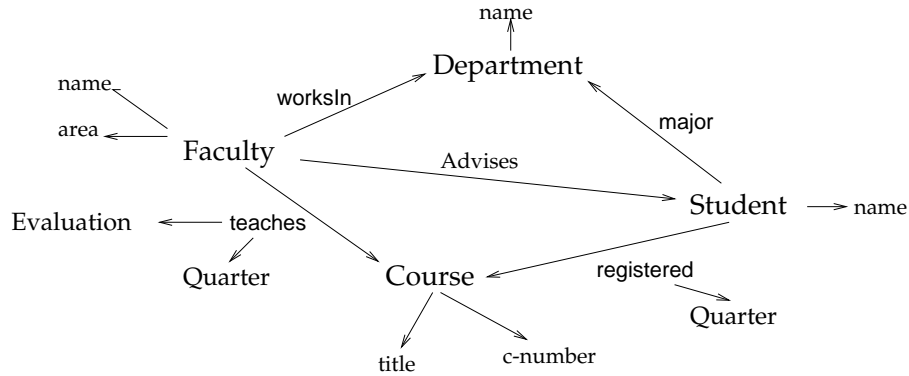 name
Department
name
worksIn
area
major
Faculty
Advises
Student
name
Evaluation
teaches
Quarter
Course
registered
Quarter
title
c-number